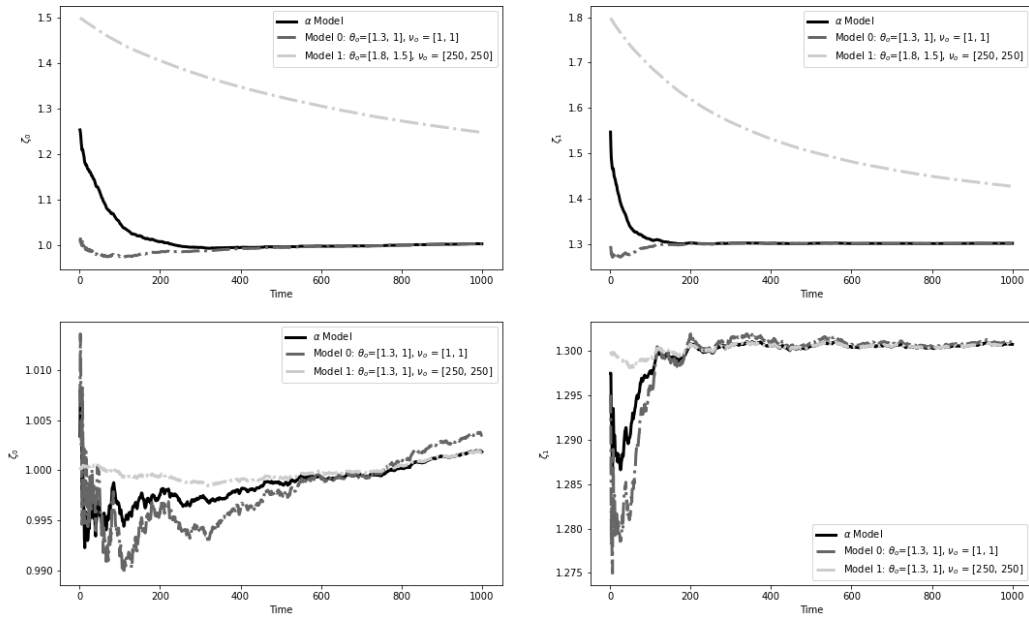 1.5
1.4
1.3
1.2
1.1
1.0
ζ₀
0 200 400 600 800 1000
Time
α Model
Model 0: θₒ=[1.3, 1], νₒ = [1, 1]
Model 1: θₒ=[1.8, 1.5], νₒ = [250, 250]
1.8
1.7
1.6
1.5
1.4
1.3
ζ₁
0 200 400 600 800 1000
Time
α Model
Model 0: θₒ=[1.3, 1], νₒ = [1, 1]
Model 1: θₒ=[1.8, 1.5], νₒ = [250, 250]
1.010
1.005
1.000
0.995
0.990
ζ₀
0 200 400 600 800 1000
Time
α Model
Model 0: θₒ=[1.3, 1], νₒ = [1, 1]
Model 1: θₒ=[1.3, 1], νₒ = [250, 250]
1.300
1.295
1.290
1.285
1.280
1.275
ζ₁
0 200 400 600 800 1000
Time
α Model
Model 0: θₒ=[1.3, 1], νₒ = [1, 1]
Model 1: θₒ=[1.3, 1], νₒ = [250, 250]